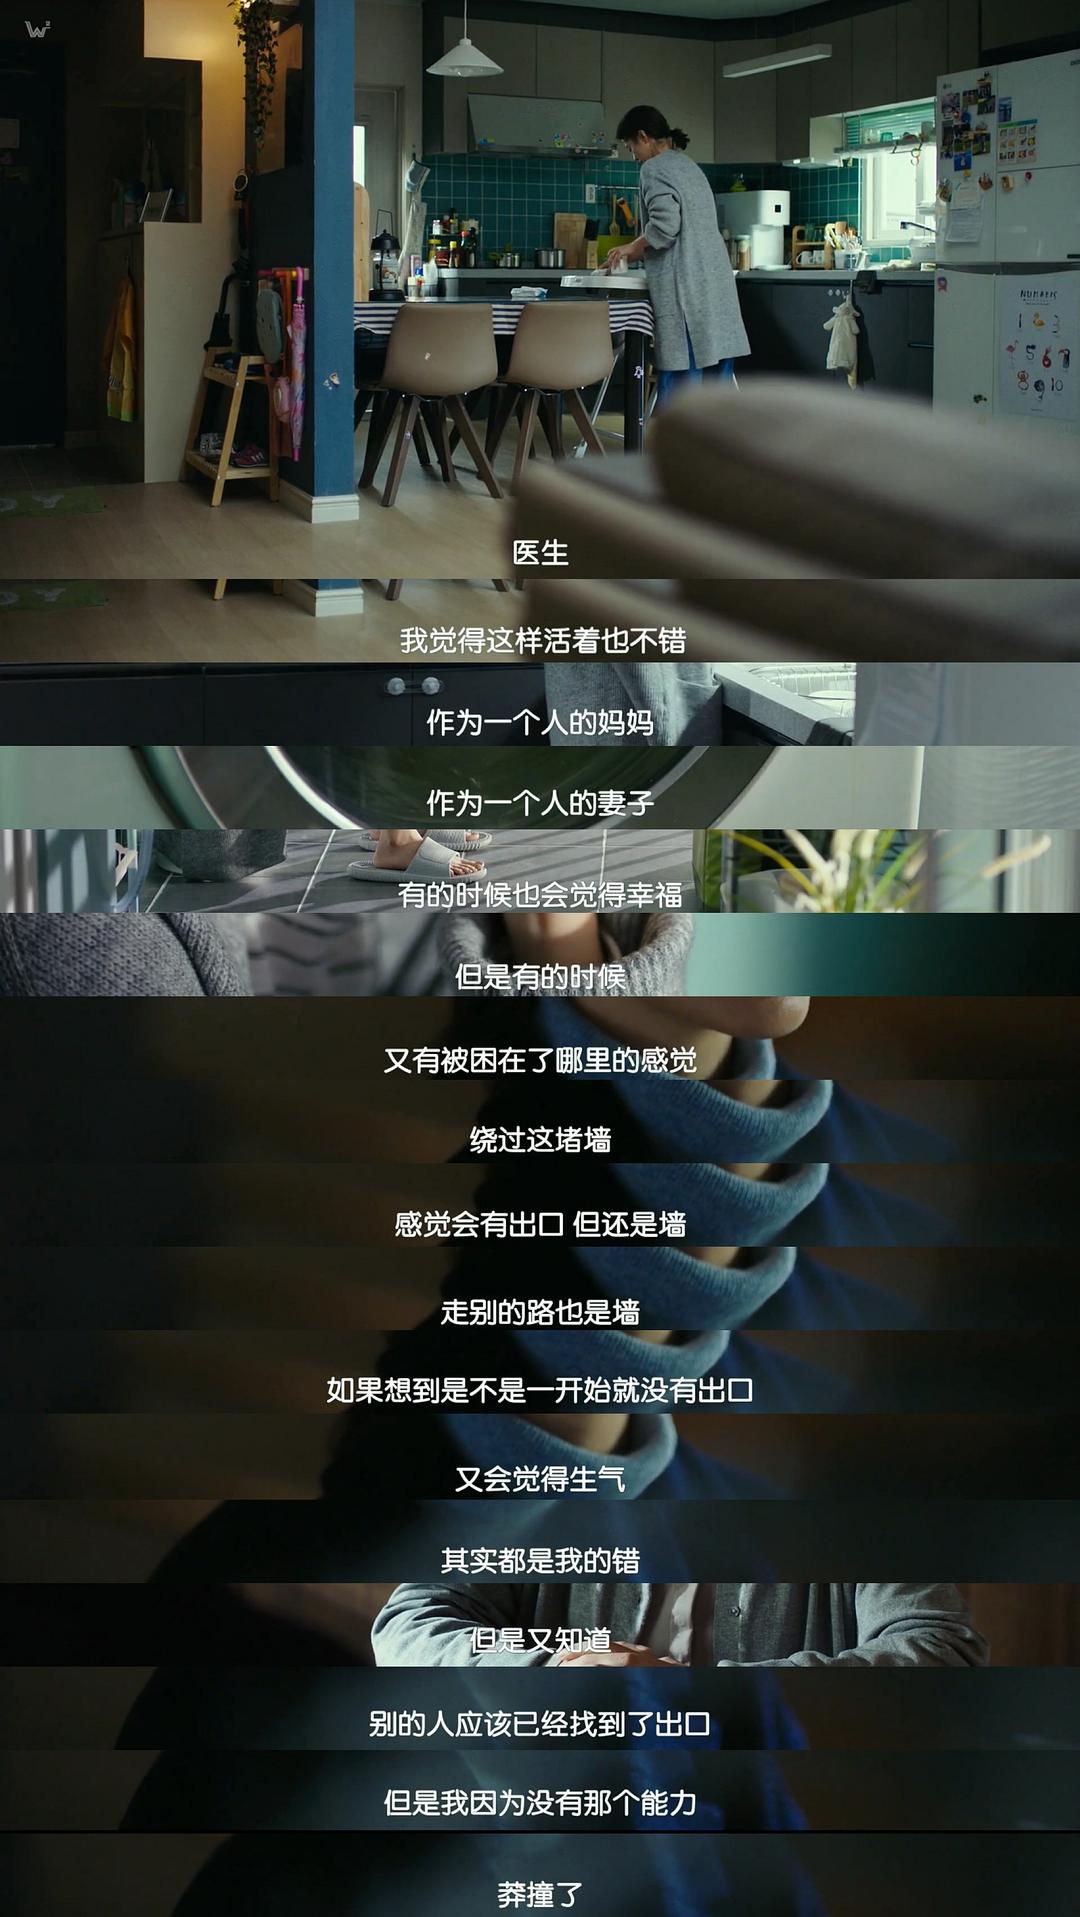 W²
NUMBERS
医生
我觉得这样活着也不错
作为一个人的妈妈
作为一个人的妻子
有的时候也会觉得幸福
但是有的时候
又有被困在了哪里的感觉
绕过这堵墙
感觉会有出口 但还是墙
走别的路也是墙
如果想到是不是一开始就没有出口
又会觉得生气
其实都是我的错
但是又知道
别的人应该已经找到了出口
但是我因为没有那个能力
莽撞了